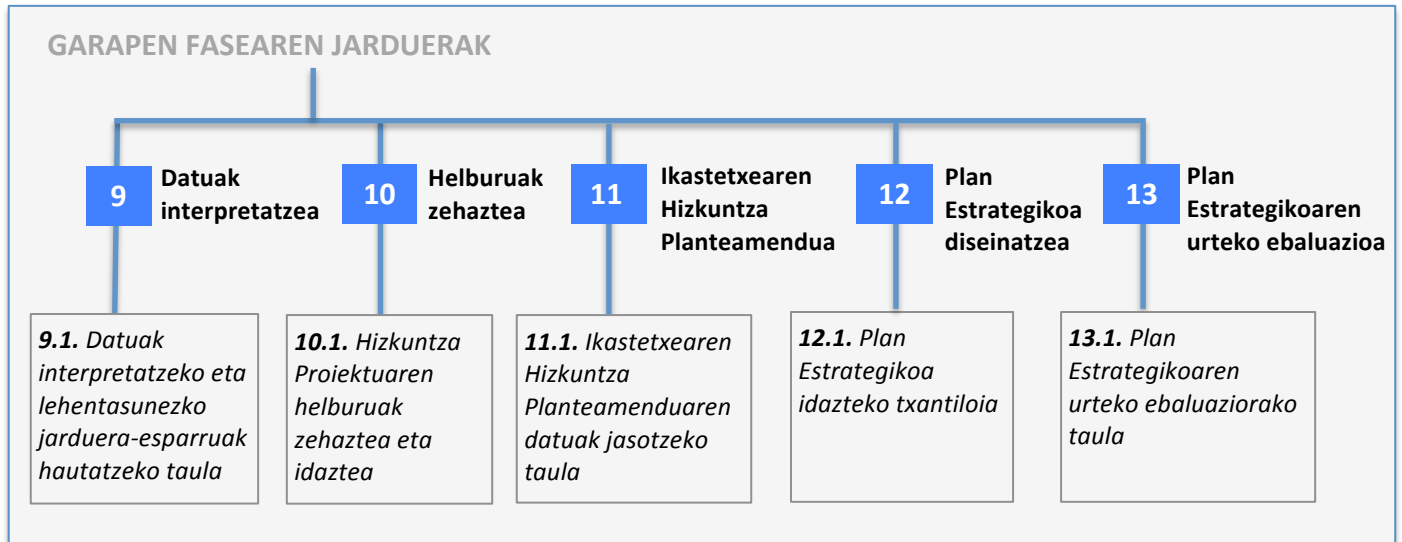 GARAPEN FASEAREN JARDUERAK
9
Datuak
interpretatzea
10
Helburuak
zehaztea
11
Ikastetxearen
Hizkuntza
Planteamendua
12
Plan
Estrategikoa
diseinatzea
13
Plan
Estrategikoaren
urteko ebaluazioa
9.1. Datuak
interpretatzeko eta
lehentasunezko
jarduera-esparruak
hautatzeko taula
10.1. Hizkuntza
Proiektuaren
helburuak
zehaztea eta
idaztea
11.1. Ikastetxearen
Hizkuntza
Planteamenduaren
datuak jasotzeko
taula
12.1. Plan
Estrategikoa
idazteko txantiloia
13.1. Plan
Estrategikoaren
urteko ebaluaziorako
taula